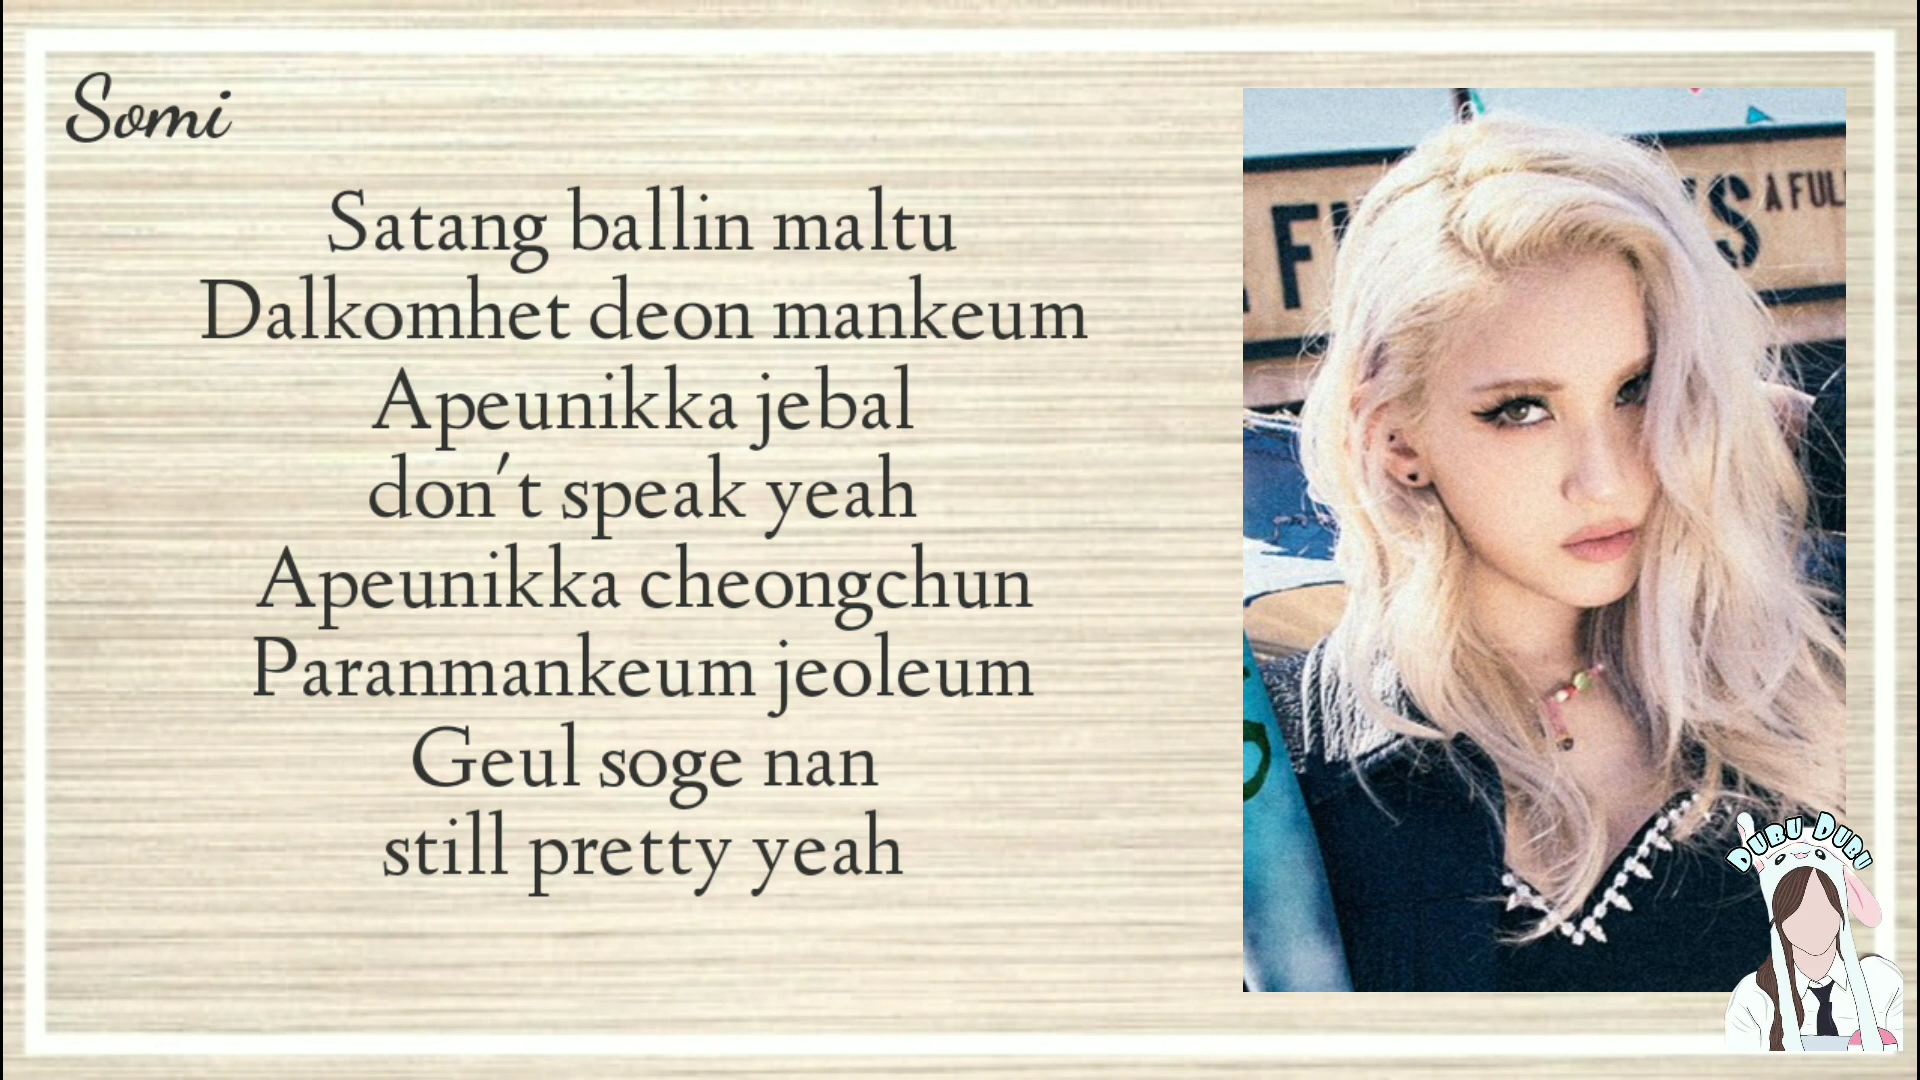 Somi
Satang ballin maltu
Dalkomhet deon mankeum
Apeunikka jebal
don't speak yeah
Apeunikka cheongchun
Paranmankeum jeoleum
Geul soge nan
still pretty yeah
S A FUL
DUBU DUBU